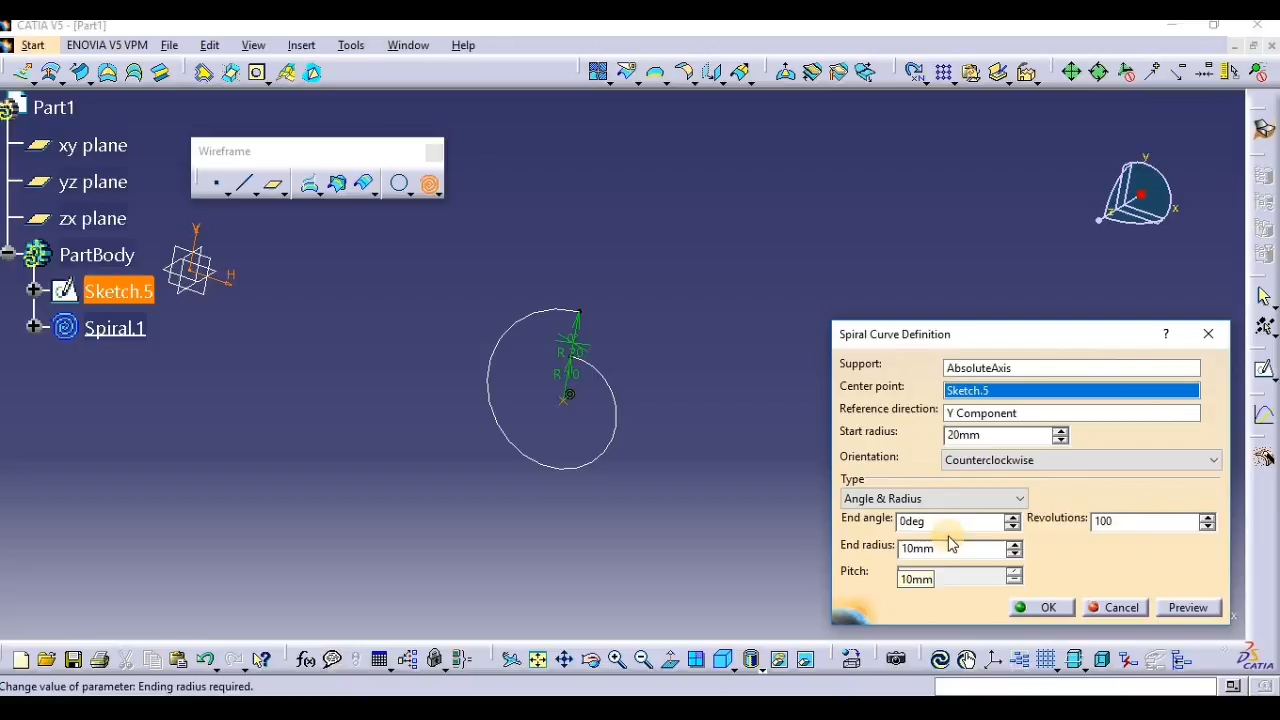 CATIA V5 - [Part1]
Start ENOVIA V5 VPM File Edit View Insert Tools Window Help
Part1
xy plane
yz plane
zx plane
PartBody
Sketch.5
Spiral.1
Wireframe
H
y
x
z
R 20
R 10
Spiral Curve Definition ?
Support: AbsoluteAxis
Center point: Sketch.5
Reference direction: Y Component
Start radius: 20mm
Orientation: Counterclockwise
Type
Angle & Radius
End angle: 0deg Revolutions: 100
End radius: 10mm
Pitch:
10mm
OK Cancel Preview
x
f(x)
CATIA
Change value of parameter: Ending radius required.